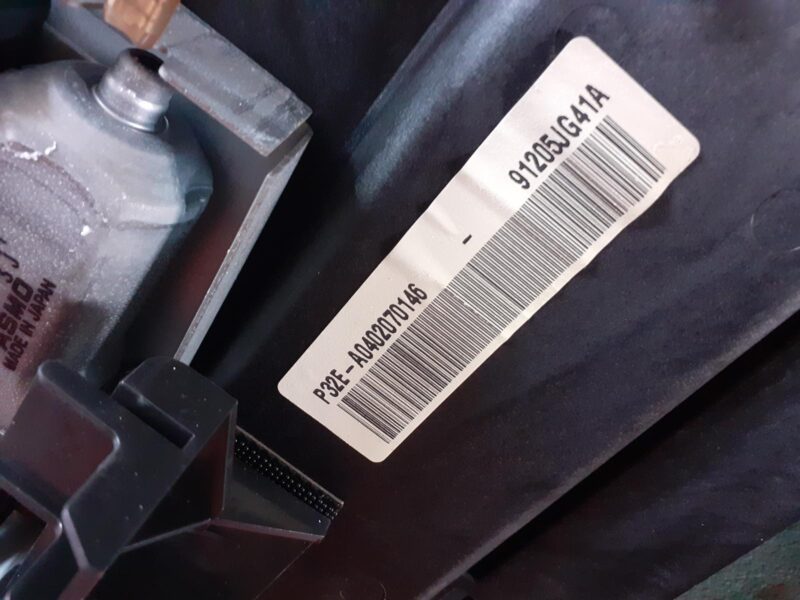 P32E-A0402070146 - 91205JG41A
ASMO
MADE IN JAPAN